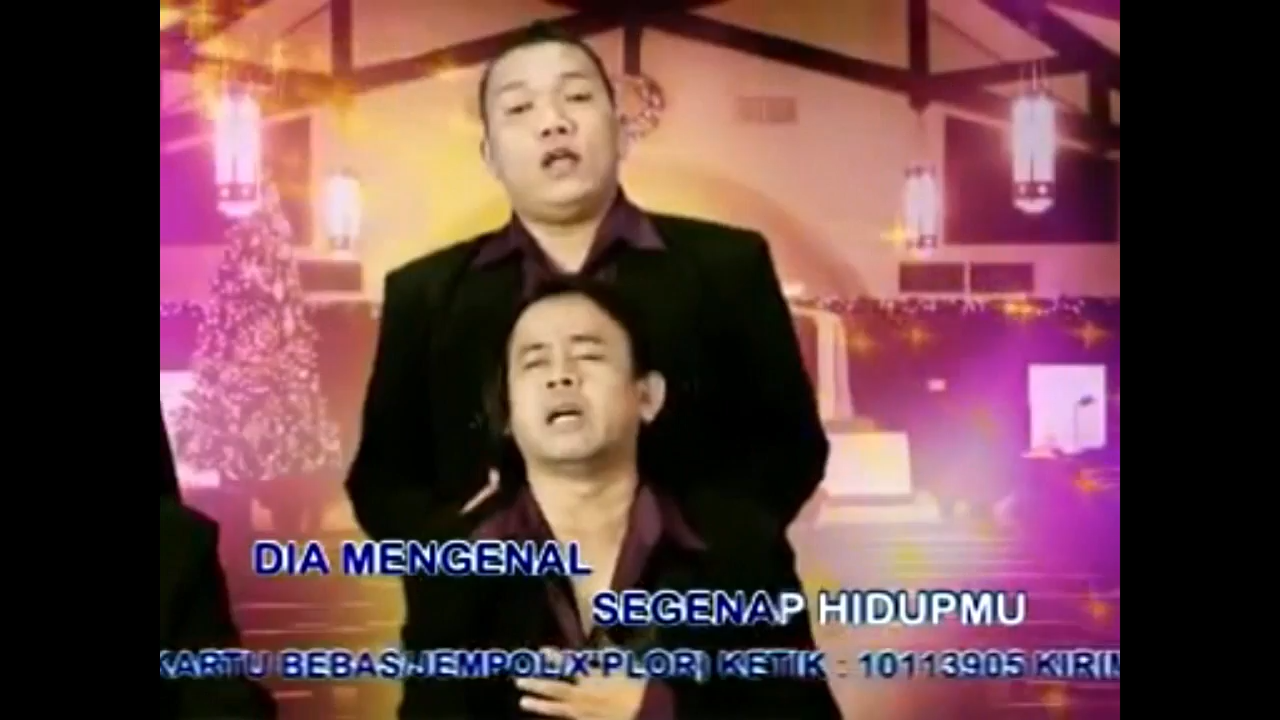 DIA MENGENAL
SEGENAP HIDUPMU
KARTU BEBAS/JEMPOL/X-PLOR) KETIK : 10113905 KIRIM